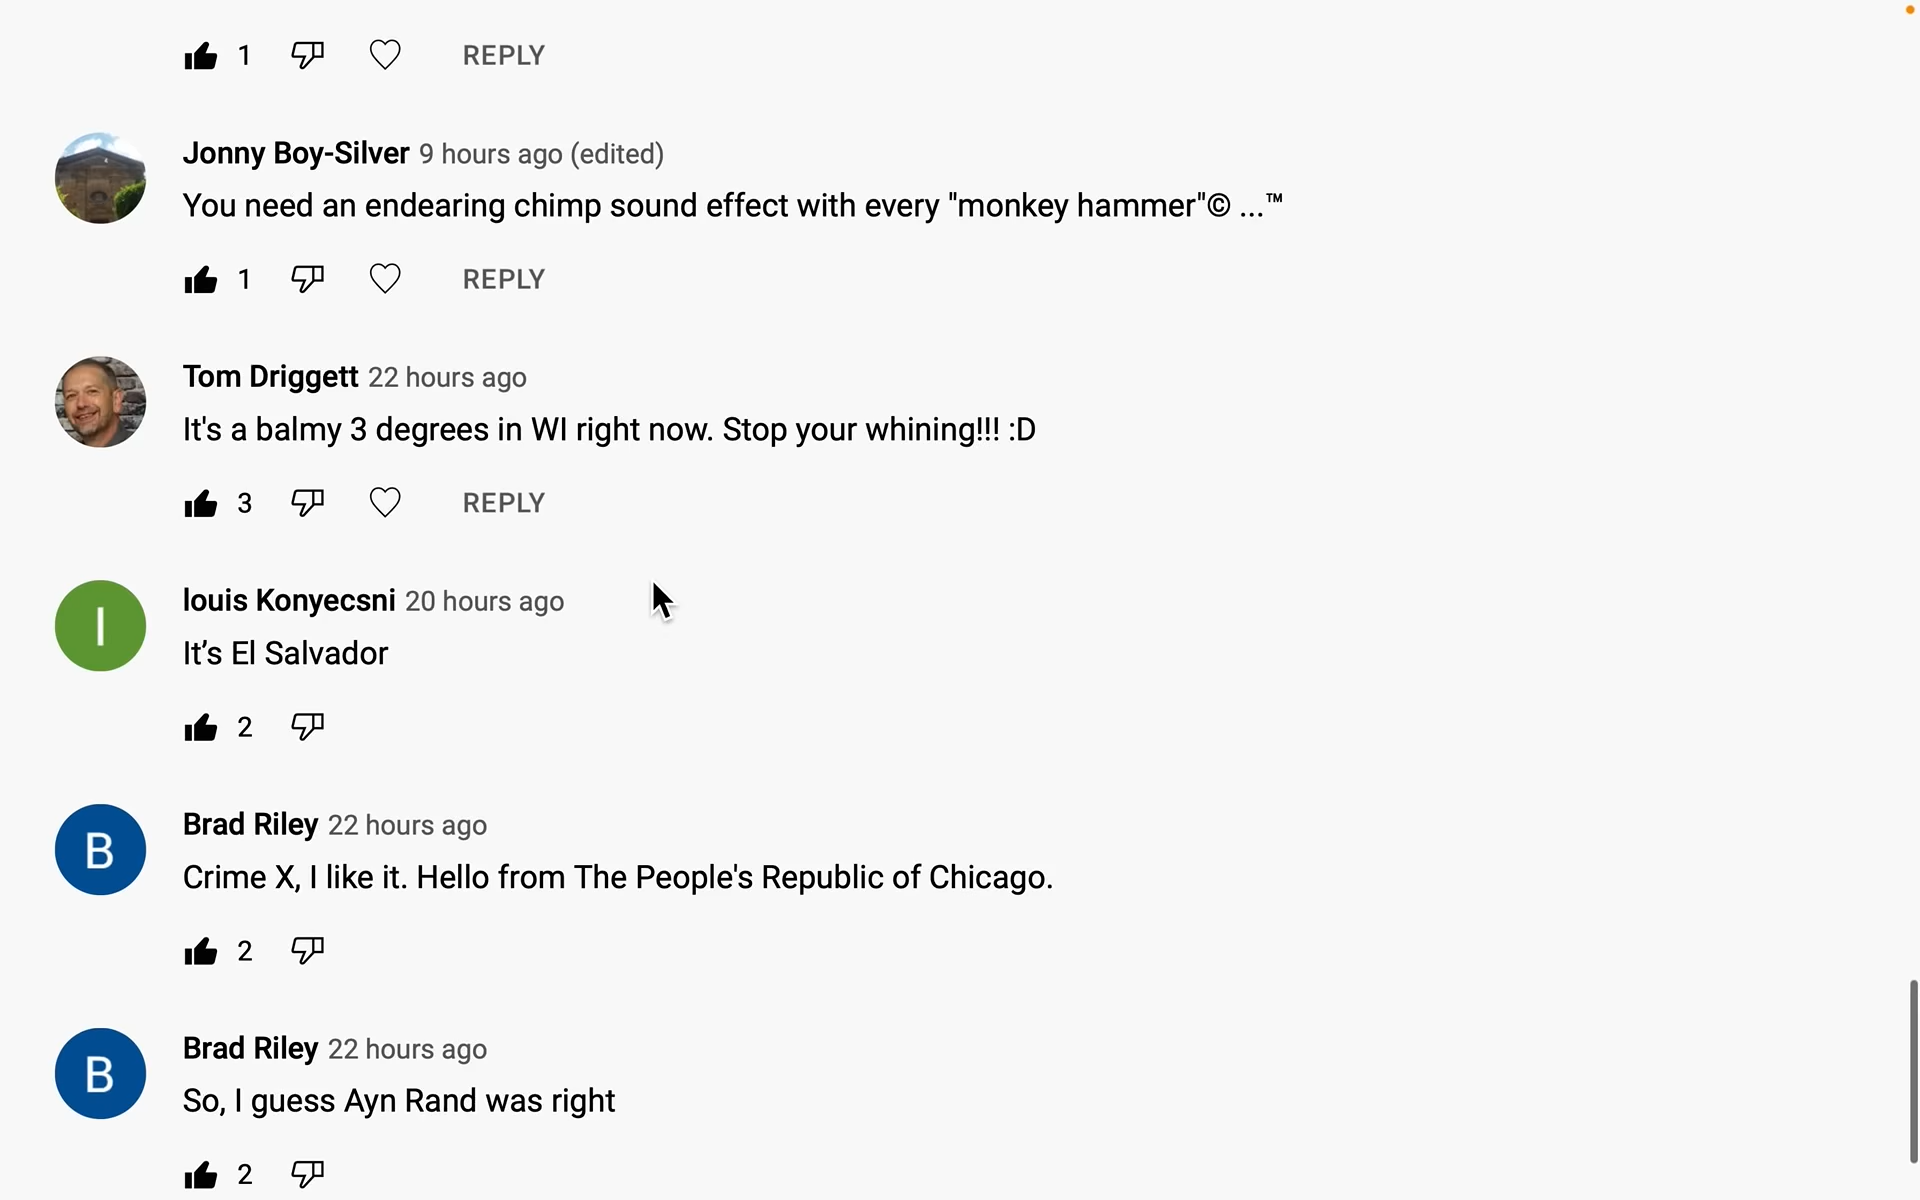 1 REPLY
Jonny Boy-Silver 9 hours ago (edited)
You need an endearing chimp sound effect with every "monkey hammer"© ...™
1 REPLY
Tom Driggett 22 hours ago
It's a balmy 3 degrees in WI right now. Stop your whining!!! :D
3 REPLY
l
louis Konyecsni 20 hours ago
It’s El Salvador
2
B
Brad Riley 22 hours ago
Crime X, I like it. Hello from The People's Republic of Chicago.
2
B
Brad Riley 22 hours ago
So, I guess Ayn Rand was right
2